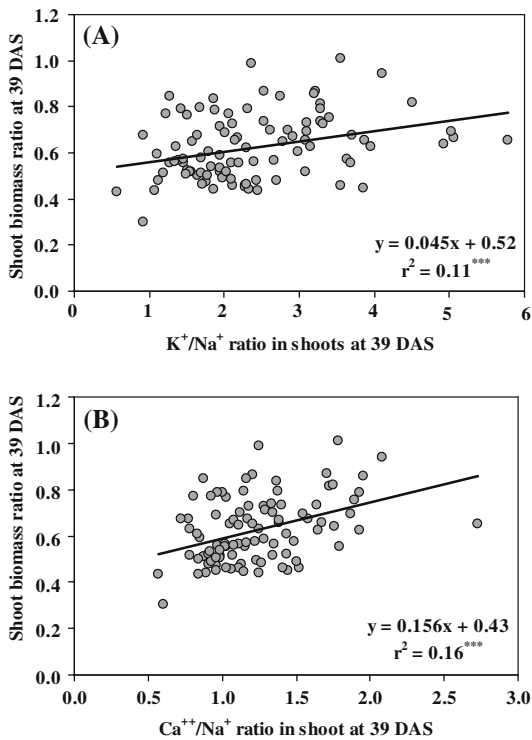 (A)
Shoot biomass ratio at 39 DAS
1.2
1.0
0.8
0.6
0.4
0.2
0.0
y = 0.045x + 0.52
r² = 0.11***
0 1 2 3 4 5 6
K⁺/Na⁺ ratio in shoots at 39 DAS
(B)
Shoot biomass ratio at 39 DAS
1.2
1.0
0.8
0.6
0.4
0.2
0.0
y = 0.156x + 0.43
r² = 0.16***
0.0 0.5 1.0 1.5 2.0 2.5 3.0
Ca⁺⁺/Na⁺ ratio in shoot at 39 DAS